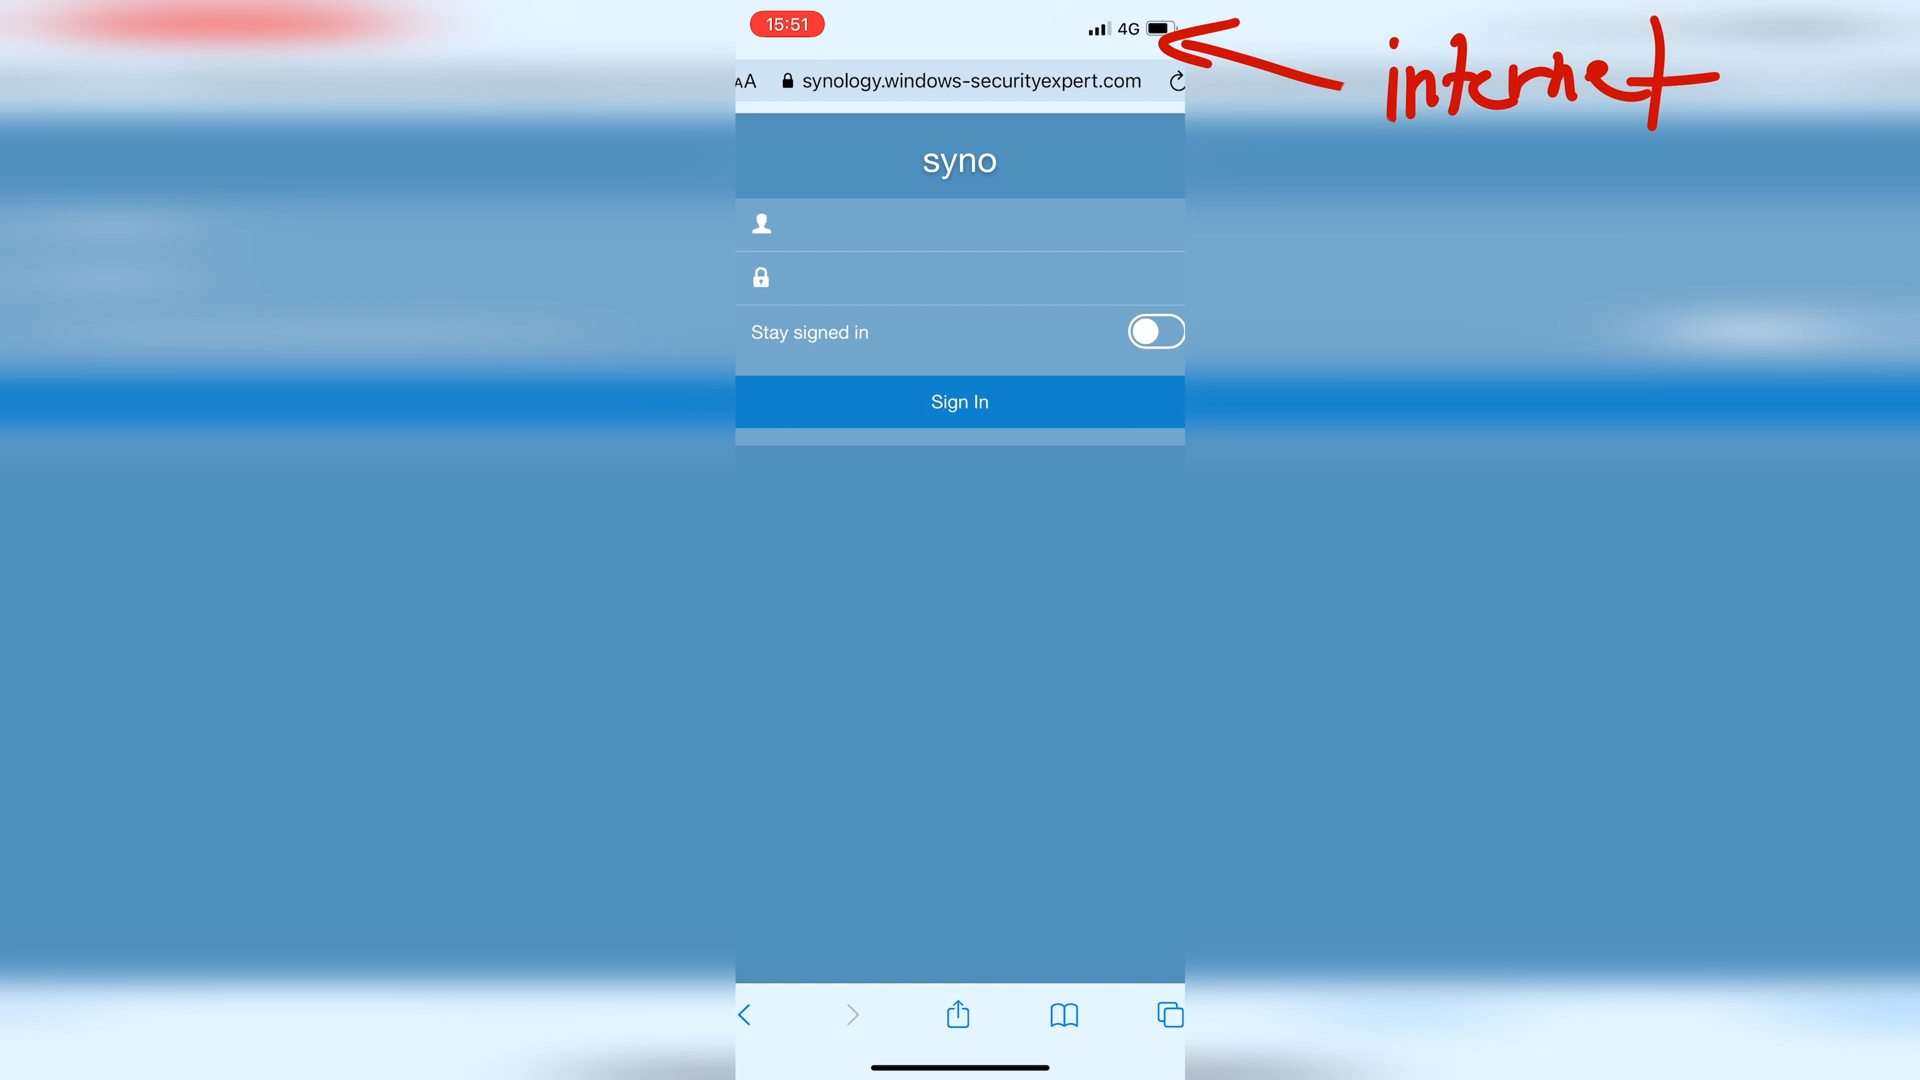 15:51
4G
internet
AA synology.windows-securityexpert.com
syno
Stay signed in
Sign In